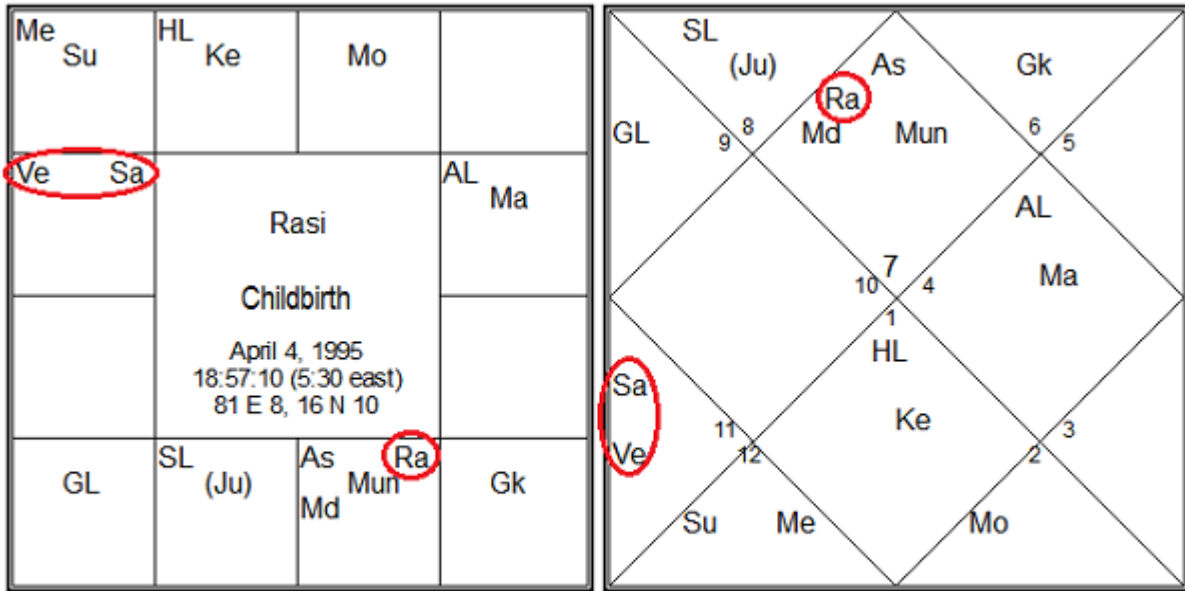 Me
Su
HL
Ke
Mo
Ve Sa
AL
Ma
Rasi
Childbirth
April 4, 1995
18:57:10 (5:30 east)
81 E 8, 16 N 10
GL
SL
(Ju)
As Ra
Mun
Md
Gk
SL
(Ju)
As
Gk
Ra
GL
Md Mun
9 8
6 5
AL
Ma
7
10 4
1
HL
Sa
Ke
Ve
11
12
3
2
Su Me
Mo